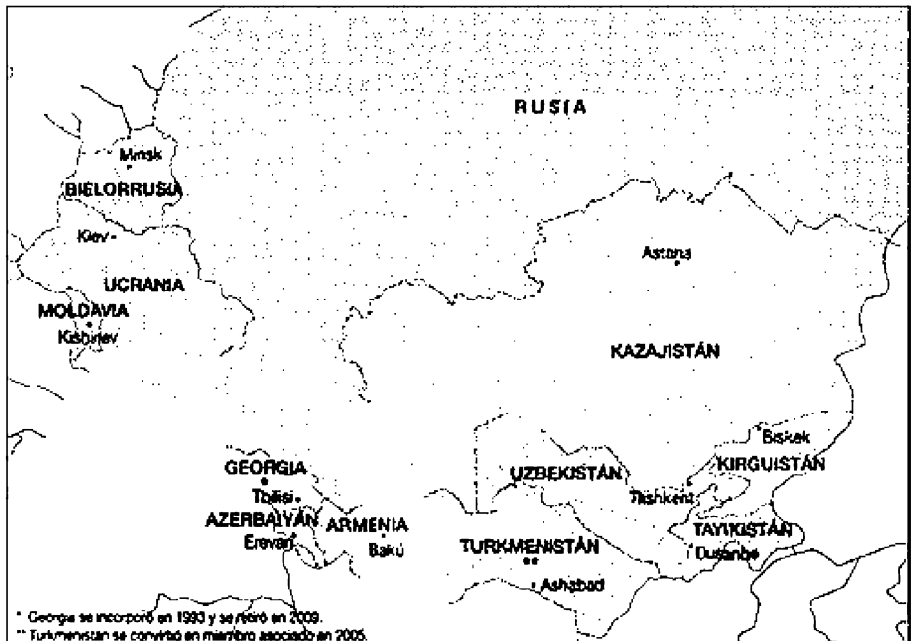 RUSIA
Minsk
BIELORRUSIA
Kiev
UCRANIA
MOLDAVIA
Kishinev
Astana
KAZAJISTÁN
Biskek
KIRGUISTÁN
UZBEKISTÁN
Tashkent
GEORGIA
*
Tbilisi
AZERBAIYÁN
ARMENIA
Erevan
Bakú
TURKMENISTÁN
**
Ashabad
TAYIKISTÁN
Dusanbe
* Georgia se incorporó en 1993 y se retiró en 2009.
** Turkmenistán se convirtió en miembro asociado en 2005.